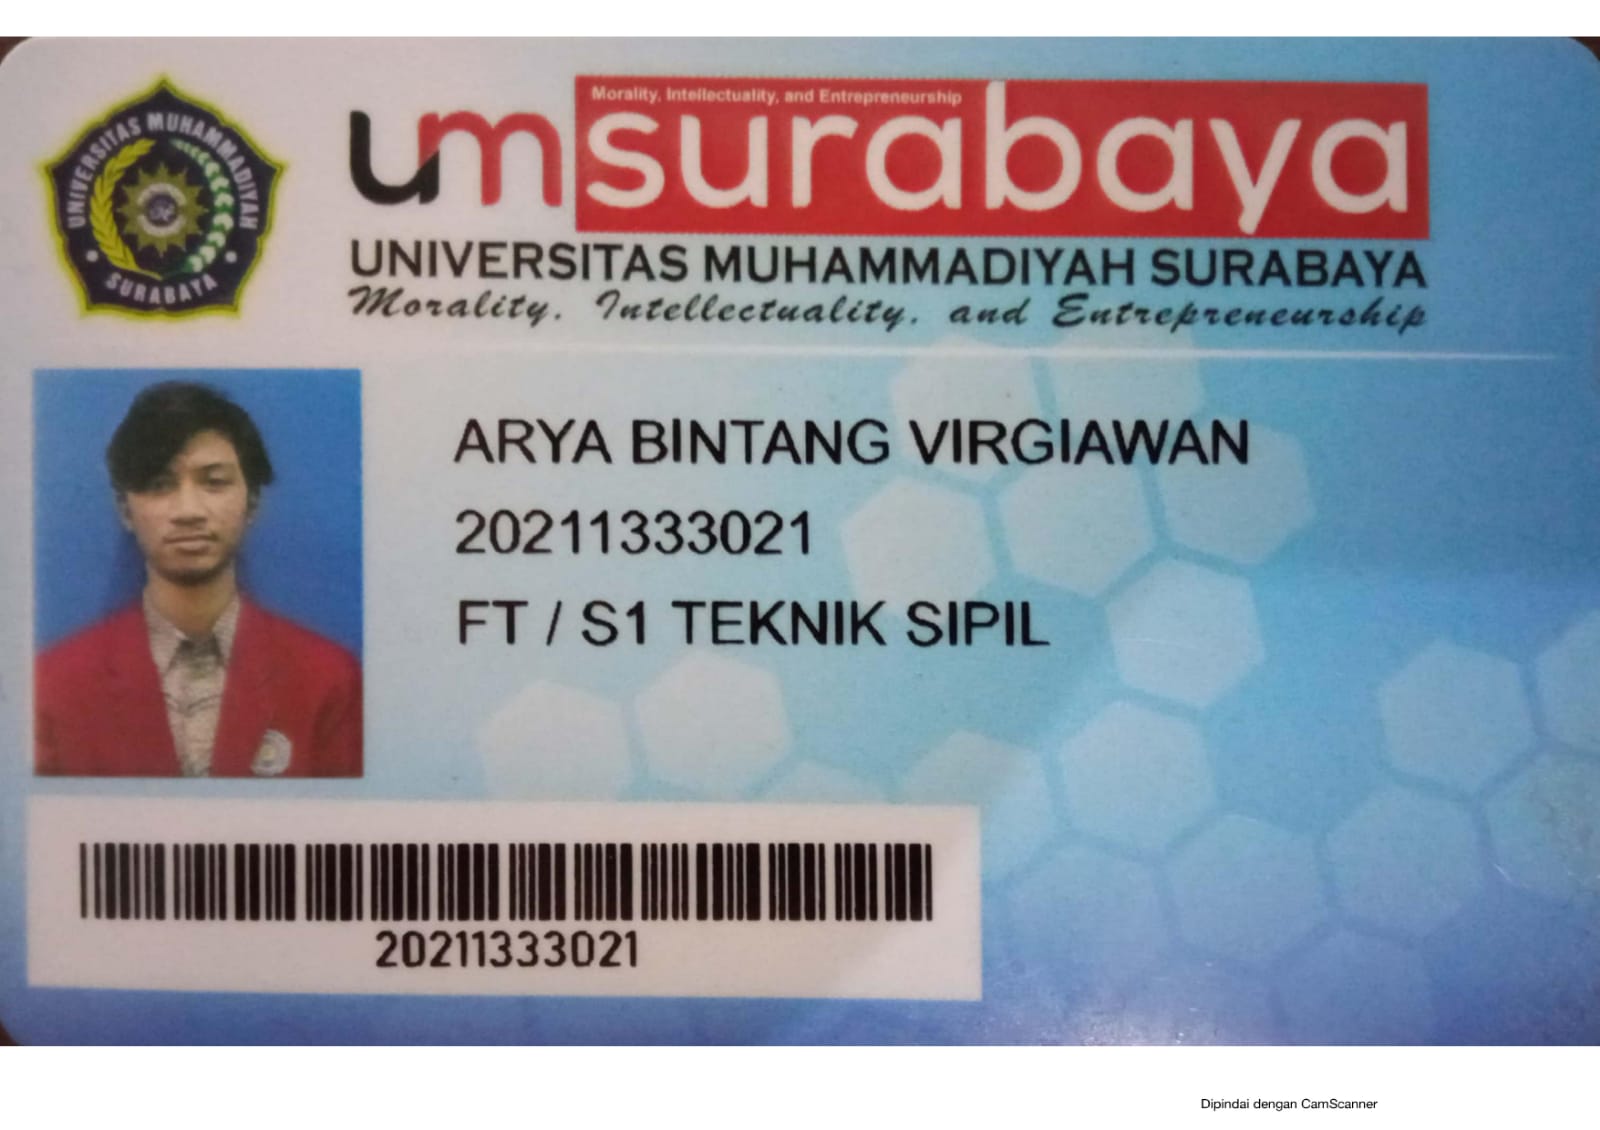 UNIVERSITAS MUHAMMADIYAH
SURABAYA
Morality, Intellectuality, and Entrepreneurship
umsurabaya
UNIVERSITAS MUHAMMADIYAH SURABAYA
Morality, Intellectuality, and Entrepreneurship
ARYA BINTANG VIRGIAWAN
20211333021
FT / S1 TEKNIK SIPIL
20211333021
Dipindai dengan CamScanner